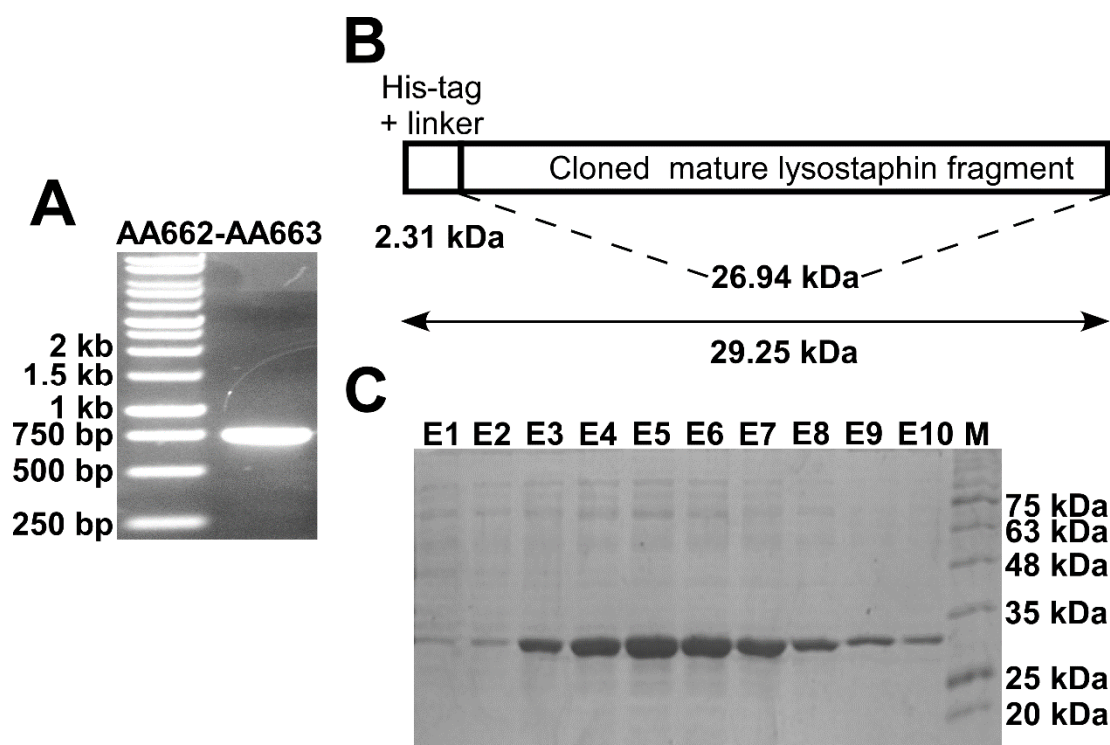 A
AA662-AA663
2 kb
1.5 kb
1 kb
750 bp
500 bp
250 bp
B
His-tag
+ linker
Cloned mature lysostaphin fragment
2.31 kDa
26.94 kDa
29.25 kDa
C
E1 E2 E3 E4 E5 E6 E7 E8 E9 E10 M
75 kDa
63 kDa
48 kDa
35 kDa
25 kDa
20 kDa